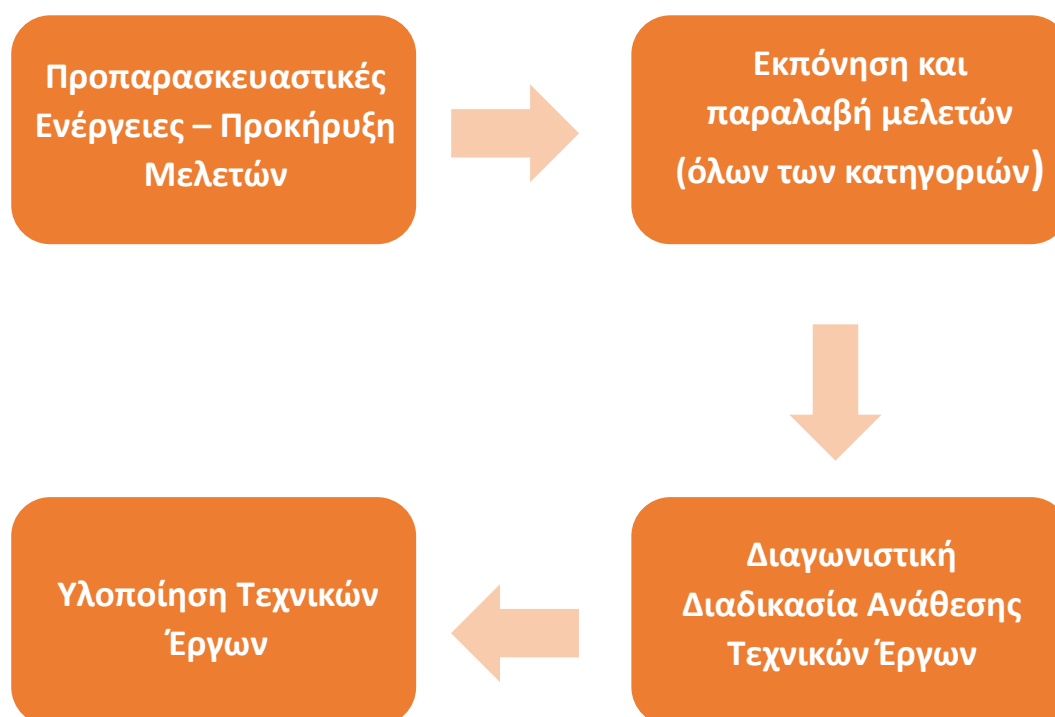 Προπαρασκευαστικές
Ενέργειες – Προκήρυξη
Μελετών
Εκπόνηση και
παραλαβή μελετών
(όλων των κατηγοριών)
Διαγωνιστική
Διαδικασία Ανάθεσης
Τεχνικών Έργων
Υλοποίηση Τεχνικών
Έργων